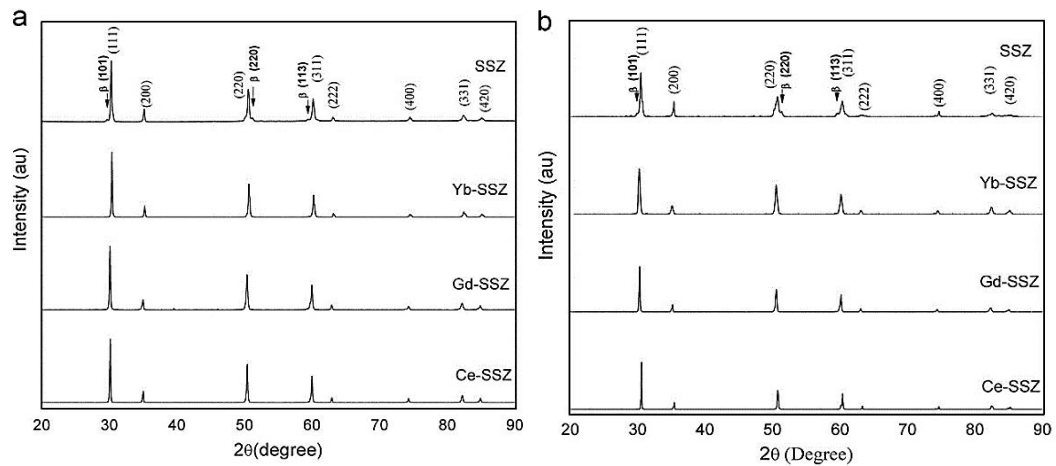 a
Intensity (au)
β (101)
(111)
(200)
(220)
β (220)
β (113)
(311)
(222)
(400)
(331)
(420)
SSZ
Yb-SSZ
Gd-SSZ
Ce-SSZ
20 30 40 50 60 70 80 90
2θ(degree)
b
Intensity (au)
β (101)
(111)
(200)
(220)
β (220)
β (113)
(311)
(222)
(400)
(331)
(420)
SSZ
Yb-SSZ
Gd-SSZ
Ce-SSZ
20 30 40 50 60 70 80 90
2θ (Degree)